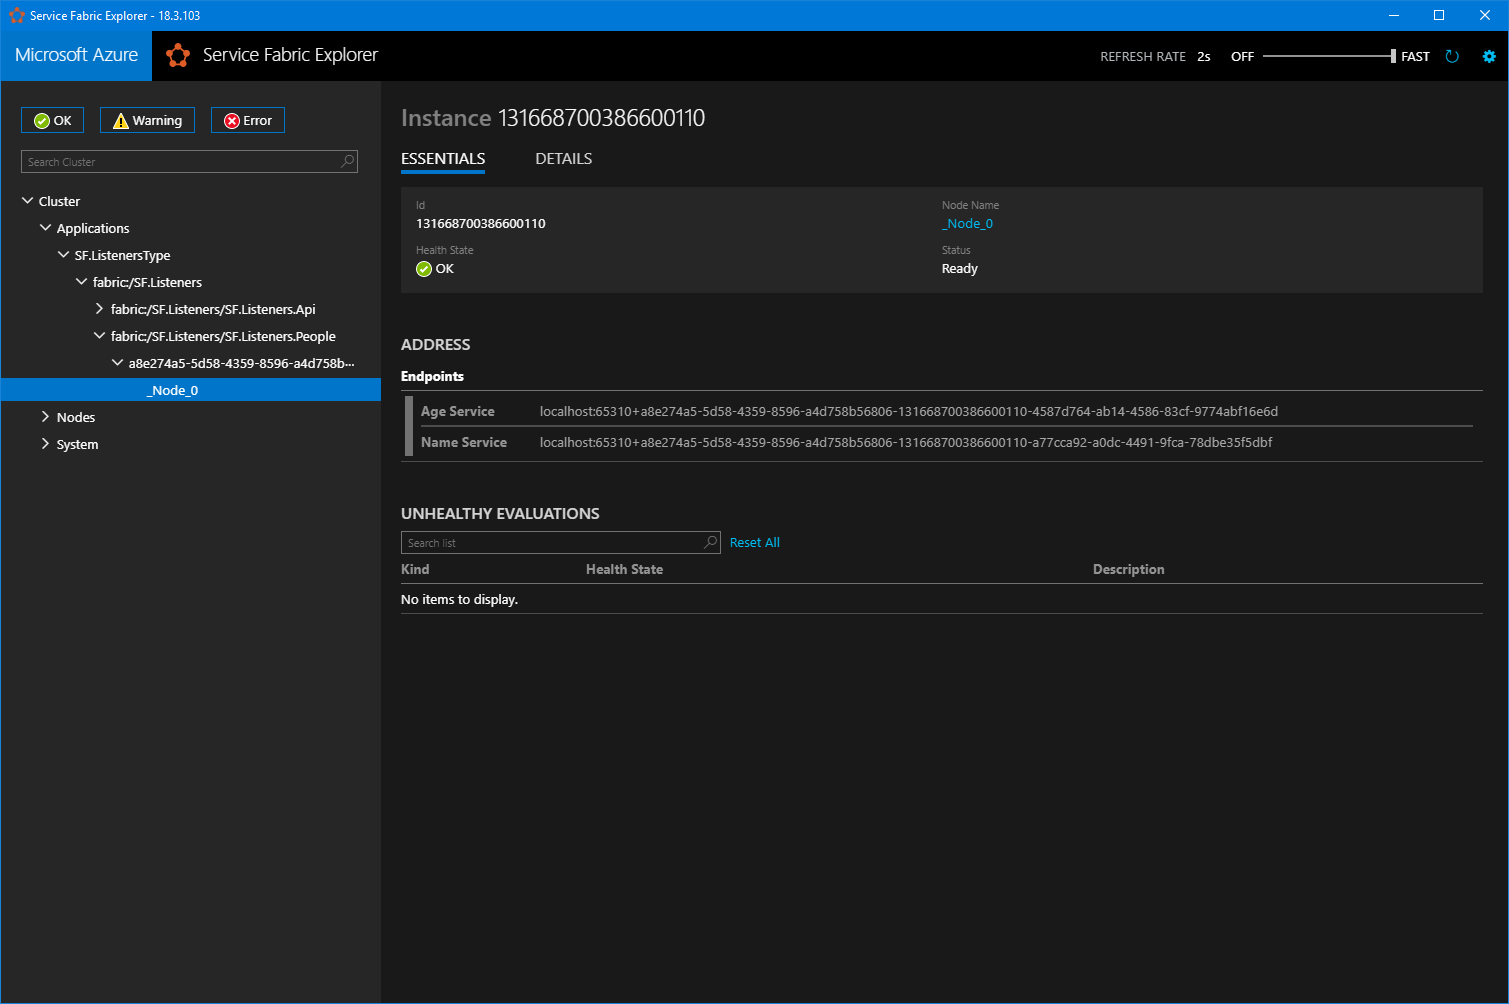 Service Fabric Explorer - 18.3.103
Microsoft Azure
Service Fabric Explorer
REFRESH RATE 2s OFF FAST
OK
Warning
Error
Search Cluster
Cluster
Applications
SF.ListenersType
fabric:/SF.Listeners
fabric:/SF.Listeners/SF.Listeners.Api
fabric:/SF.Listeners/SF.Listeners.People
a8e274a5-5d58-4359-8596-a4d758b···
_Node_0
Nodes
System
Instance 131668700386600110
ESSENTIALS DETAILS
Id
131668700386600110
Node Name
_Node_0
Health State
OK
Status
Ready
ADDRESS
Endpoints
Age Service localhost:65310+a8e274a5-5d58-4359-8596-a4d758b56806-131668700386600110-4587d764-ab14-4586-83cf-9774abf16e6d
Name Service localhost:65310+a8e274a5-5d58-4359-8596-a4d758b56806-131668700386600110-a77cca92-a0dc-4491-9fca-78dbe35f5dbf
UNHEALTHY EVALUATIONS
Search list
Reset All
Kind Health State Description
No items to display.